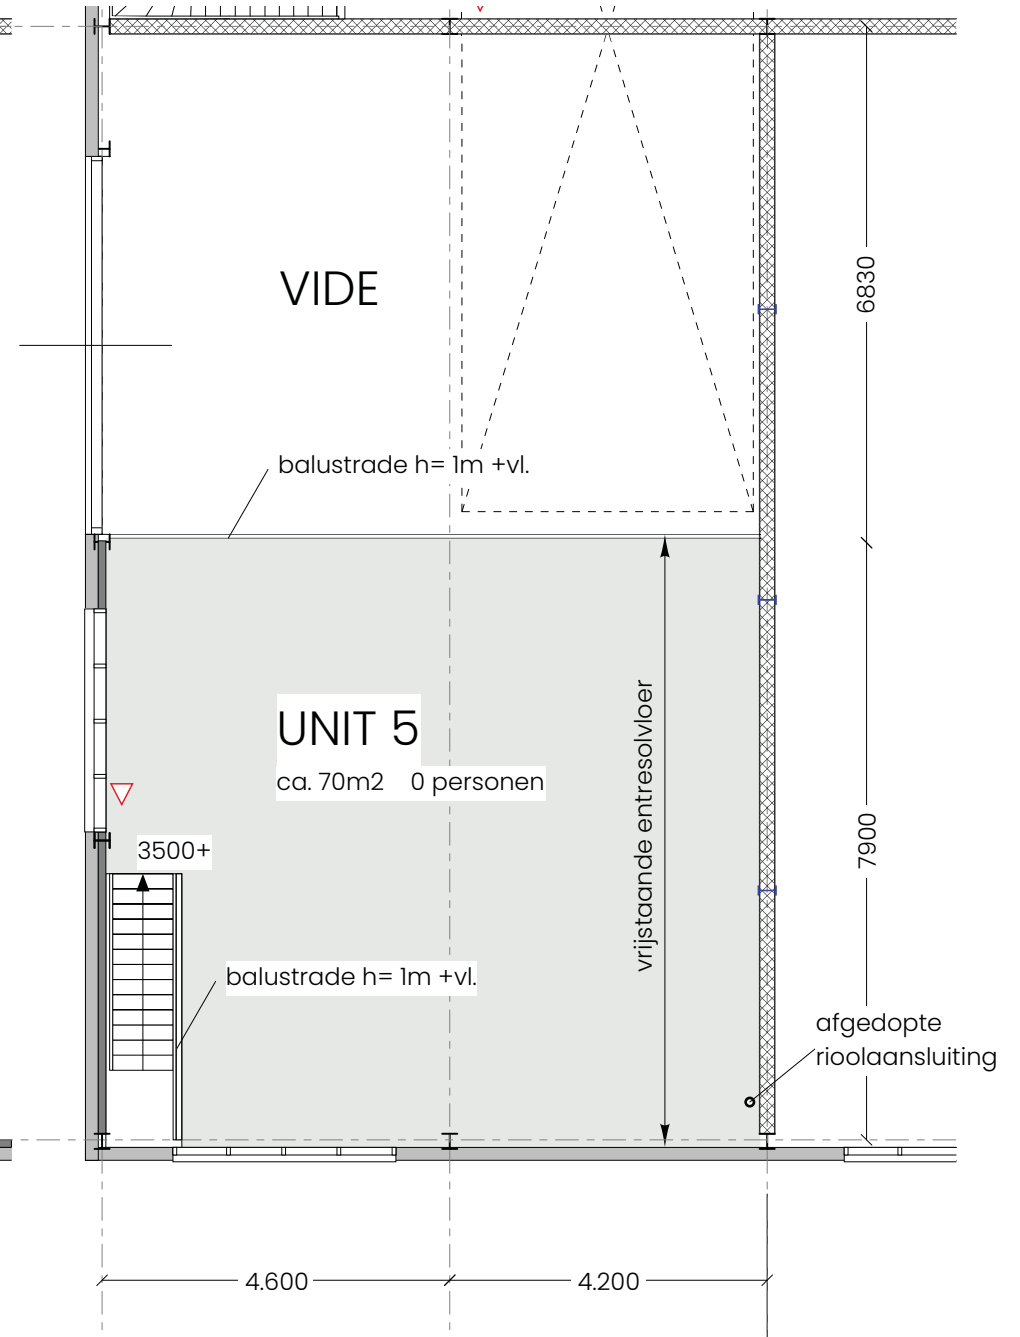 VIDE
6830
balustrade h= 1m +vl.
UNIT 5
ca. 70m2 0 personen
vrijstaande entresolvloer
7900
3500+
balustrade h= 1m +vl.
afgedopte
rioolaansluiting
4.600
4.200